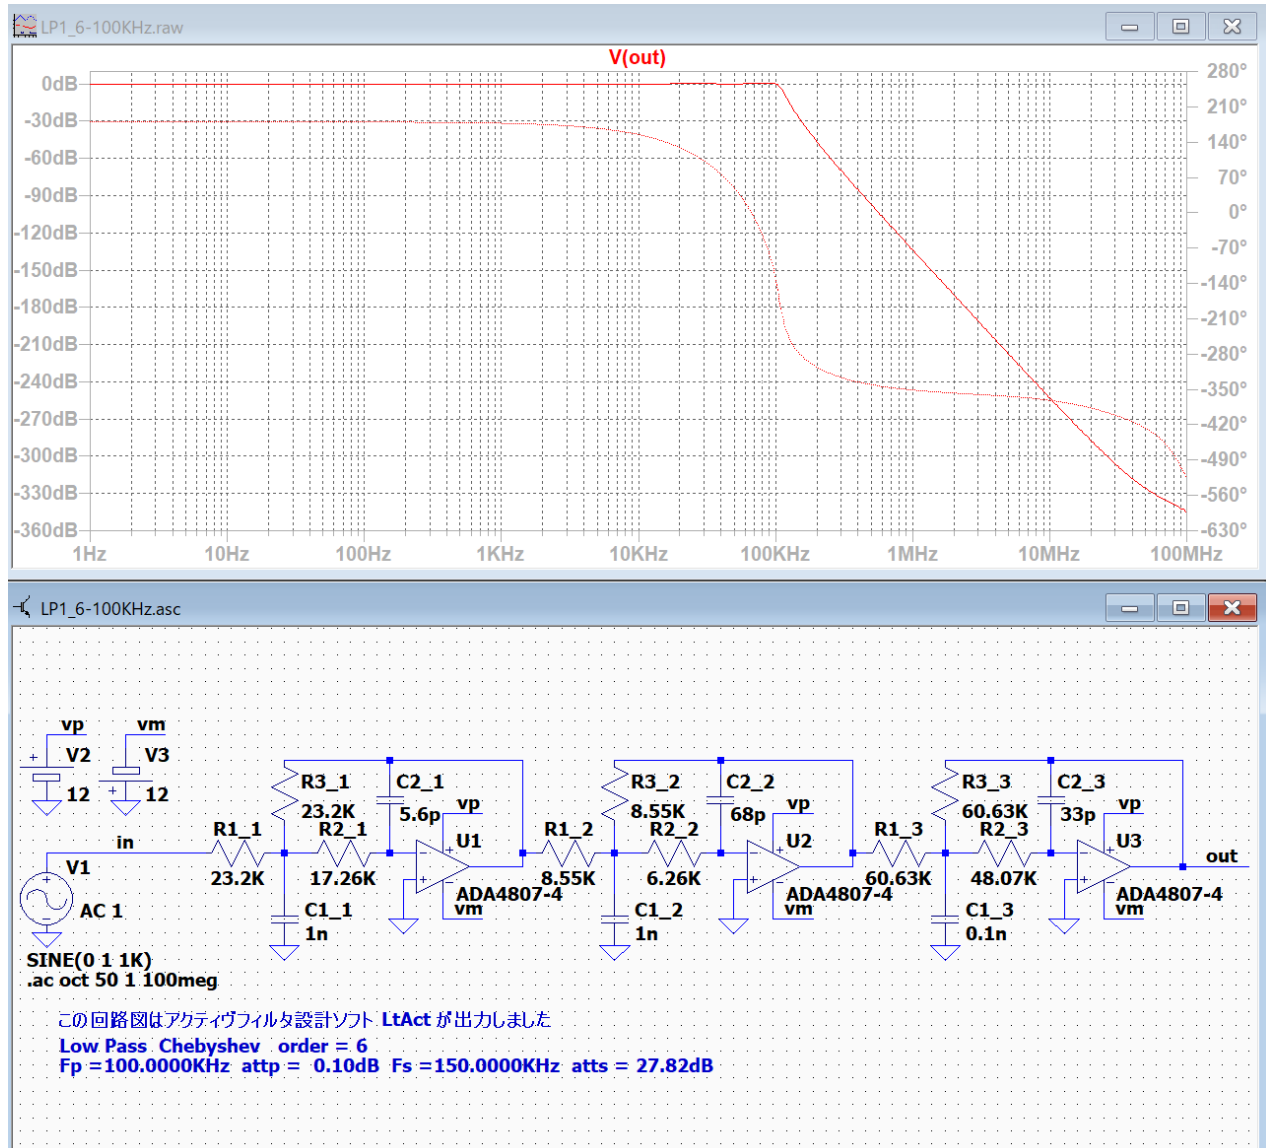 LP1_6-100KHz.raw
V(out)
0dB
-30dB
-60dB
-90dB
-120dB
-150dB
-180dB
-210dB
-240dB
-270dB
-300dB
-330dB
-360dB
280°
210°
140°
70°
0°
-70°
-140°
-210°
-280°
-350°
-420°
-490°
-560°
-630°
1Hz 10Hz 100Hz 1KHz 10KHz 100KHz 1MHz 10MHz 100MHz
LP1_6-100KHz.asc
vp vm
V2 V3
12 12
in
V1
AC 1
SINE(0 1 1K)
.ac oct 50 1 100meg
R3_1
23.2K
C2_1
5.6p
vp
R1_1
23.2K
R2_1
17.26K
U1
ADA4807-4
vm
C1_1
1n
R3_2
8.55K
C2_2
68p
vp
R1_2
8.55K
R2_2
6.26K
U2
ADA4807-4
vm
C1_2
1n
R3_3
60.63K
C2_3
33p
vp
R1_3
60.63K
R2_3
48.07K
U3
ADA4807-4
vm
C1_3
0.1n
out
この回路図はアクティヴフィルタ設計ソフト LtAct が出力しました
Low Pass Chebyshev order = 6
Fp =100.0000KHz attp = 0.10dB Fs =150.0000KHz atts = 27.82dB